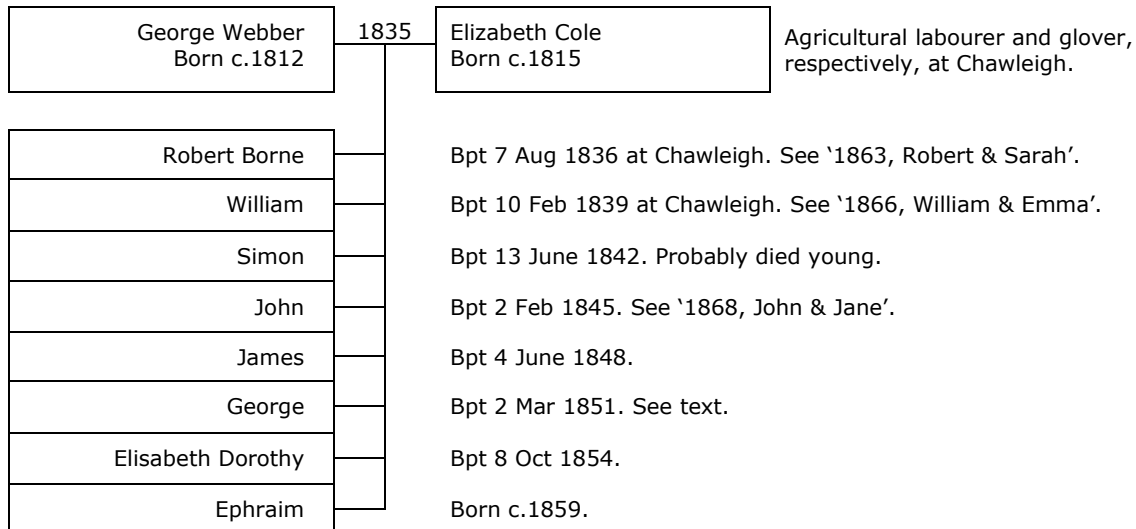 George Webber
Born c.1812
1835
Elizabeth Cole
Born c.1815
Agricultural labourer and glover,
respectively, at Chawleigh.
Robert Borne
Bpt 7 Aug 1836 at Chawleigh. See ‘1863, Robert & Sarah’.
William
Bpt 10 Feb 1839 at Chawleigh. See ‘1866, William & Emma’.
Simon
Bpt 13 June 1842. Probably died young.
John
Bpt 2 Feb 1845. See ‘1868, John & Jane’.
James
Bpt 4 June 1848.
George
Bpt 2 Mar 1851. See text.
Elisabeth Dorothy
Bpt 8 Oct 1854.
Ephraim
Born c.1859.